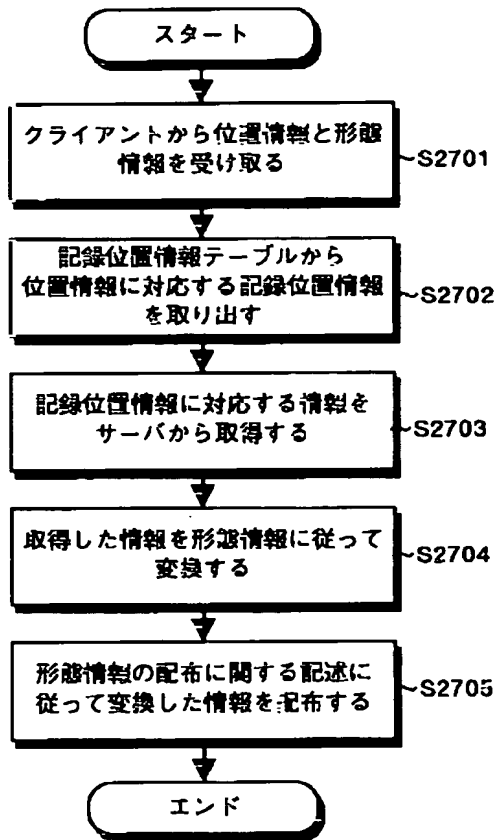 スタート
クライアントから位置情報と形態
情報を受け取る
S2701
記録位置情報テーブルから
位置情報に対応する記録位置情報
を取り出す
S2702
記録位置情報に対応する情報を
サーバから取得する
S2703
取得した情報を形態情報に従って
変換する
S2704
形態情報の配布に関する記述に
従って変換した情報を配布する
S2705
エンド